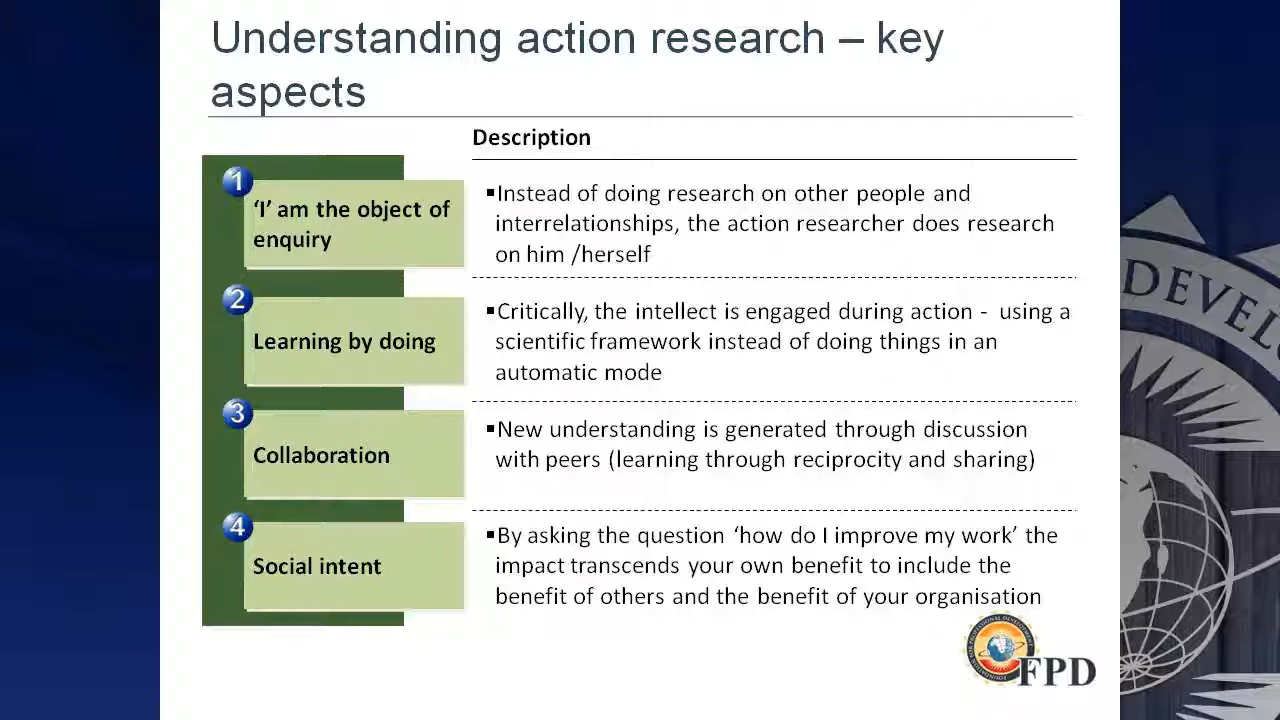 Understanding action research – key
aspects
Description
1
‘I’ am the object of
enquiry
▪Instead of doing research on other people and
interrelationships, the action researcher does research
on him /herself
2
Learning by doing
▪Critically, the intellect is engaged during action - using a
scientific framework instead of doing things in an
automatic mode
3
Collaboration
▪New understanding is generated through discussion
with peers (learning through reciprocity and sharing)
4
Social intent
▪By asking the question ‘how do I improve my work’ the
impact transcends your own benefit to include the
benefit of others and the benefit of your organisation
FOUNDATION FOR PROFESSIONAL DEVELOPMENT
FPD
DEVEL